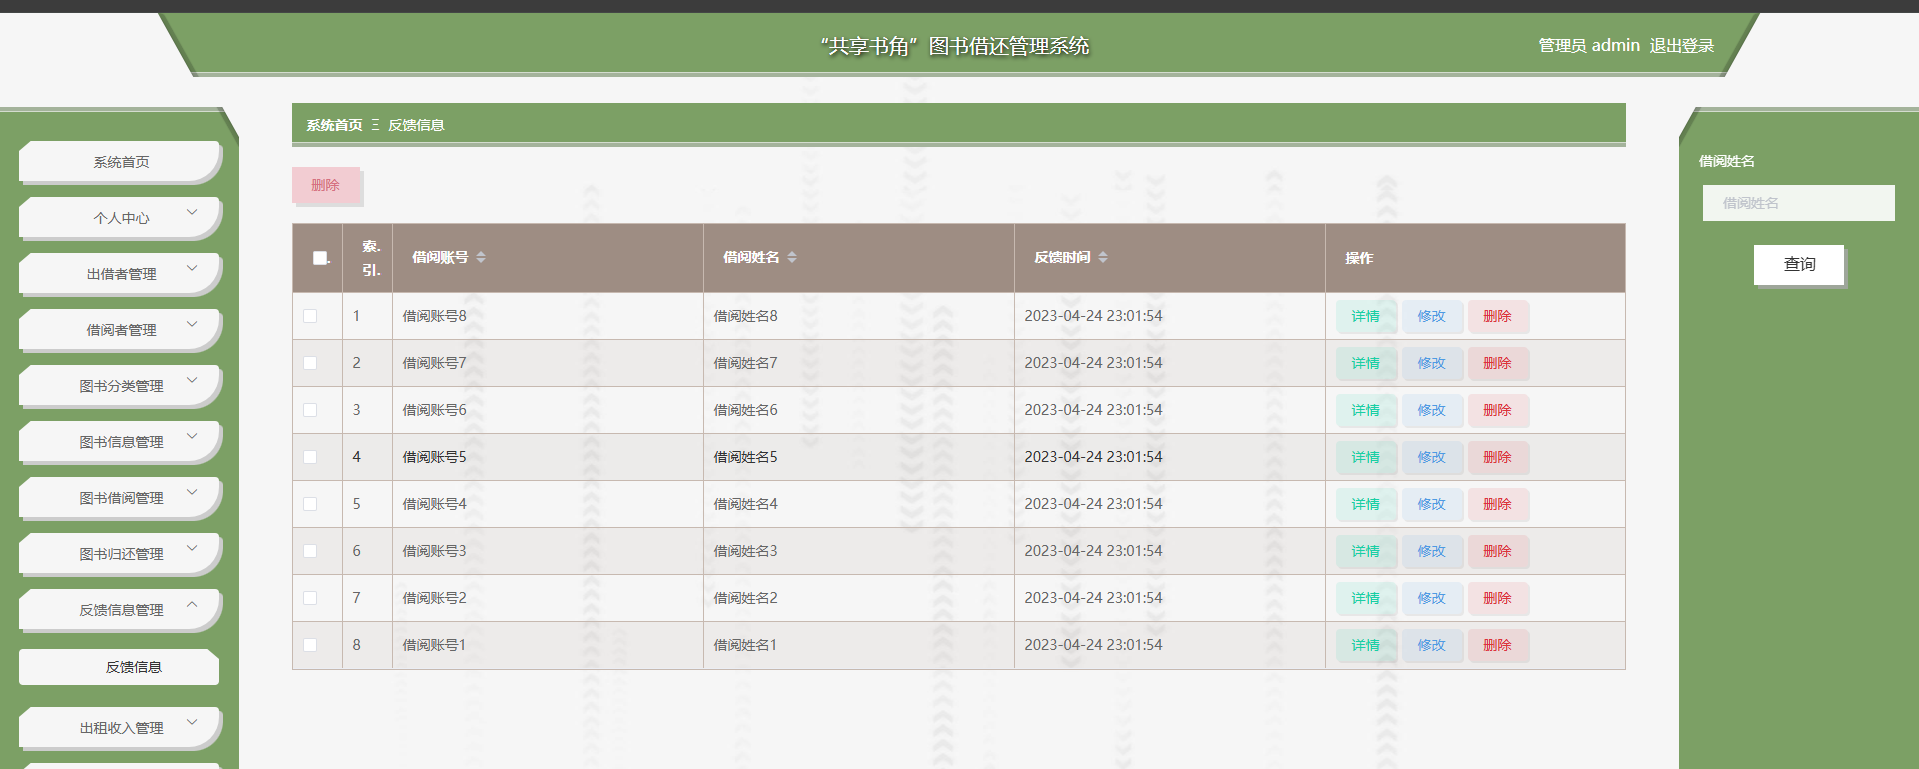 “共享书角”图书借还管理系统
管理员 admin 退出登录
系统首页
个人中心
出借者管理
借阅者管理
图书分类管理
图书信息管理
图书借阅管理
图书归还管理
反馈信息管理
反馈信息
出租收入管理
系统首页 Ξ 反馈信息
删除
索. 引. 借阅账号 借阅姓名 反馈时间 操作
1 借阅账号8 借阅姓名8 2023-04-24 23:01:54 详情 修改 删除
2 借阅账号7 借阅姓名7 2023-04-24 23:01:54 详情 修改 删除
3 借阅账号6 借阅姓名6 2023-04-24 23:01:54 详情 修改 删除
4 借阅账号5 借阅姓名5 2023-04-24 23:01:54 详情 修改 删除
5 借阅账号4 借阅姓名4 2023-04-24 23:01:54 详情 修改 删除
6 借阅账号3 借阅姓名3 2023-04-24 23:01:54 详情 修改 删除
7 借阅账号2 借阅姓名2 2023-04-24 23:01:54 详情 修改 删除
8 借阅账号1 借阅姓名1 2023-04-24 23:01:54 详情 修改 删除
借阅姓名
借阅姓名
查询